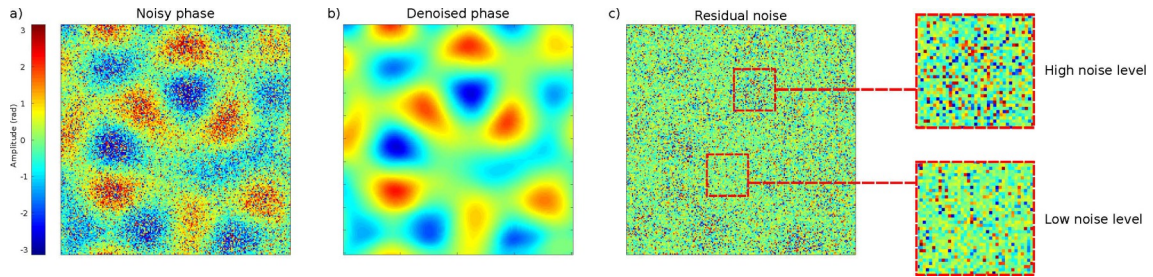 a)
Noisy phase
b)
Denoised phase
c)
Residual noise
3
2
1
0
-1
-2
-3
Amplitude (rad)
High noise level
Low noise level